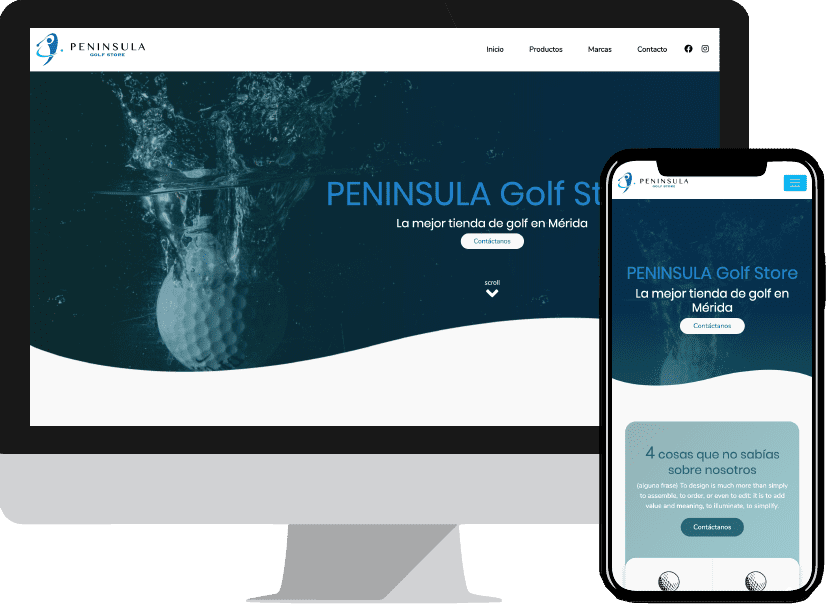 PENINSULA
GOLF STORE
Inicio Productos Marcas Contacto
PENINSULA Golf St
La mejor tienda de golf en Mérida
Contáctanos
scroll
PENINSULA
GOLF STORE
PENINSULA Golf Store
La mejor tienda de golf en
Mérida
Contáctanos
4 cosas que no sabías
sobre nosotros
(alguna frase) To design is much more than simply
to assemble, to order, or even to edit: it is to add
value and meaning, to illuminate, to simplify.
Contáctanos